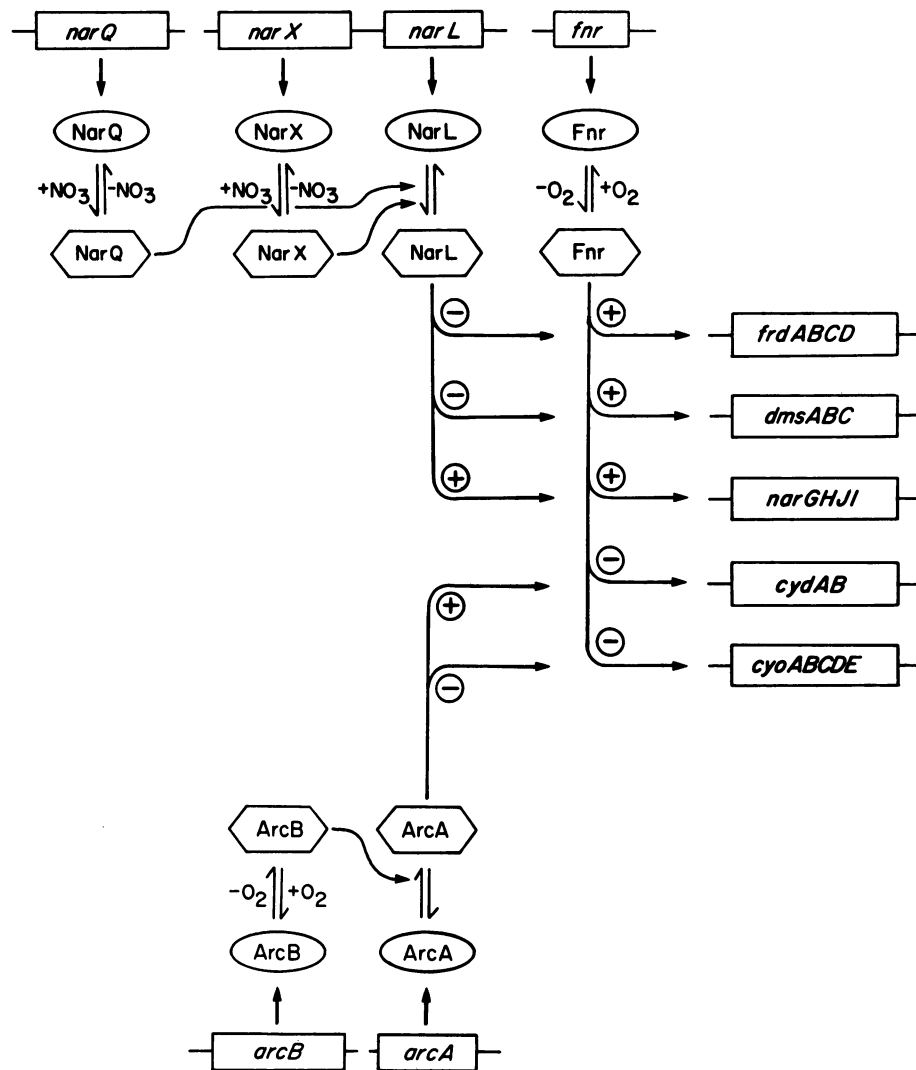 narQ narX narL fnr
NarQ NarX NarL Fnr
+NO3 -NO3 +NO3 -NO3 -O2 +O2
NarQ NarX NarL Fnr
− +
frdABCD
− +
dmsABC
+ +
narGHJI
−
cydAB
+
−
cyoABCDE
−
ArcB ArcA
-O2 +O2
ArcB ArcA
arcB arcA